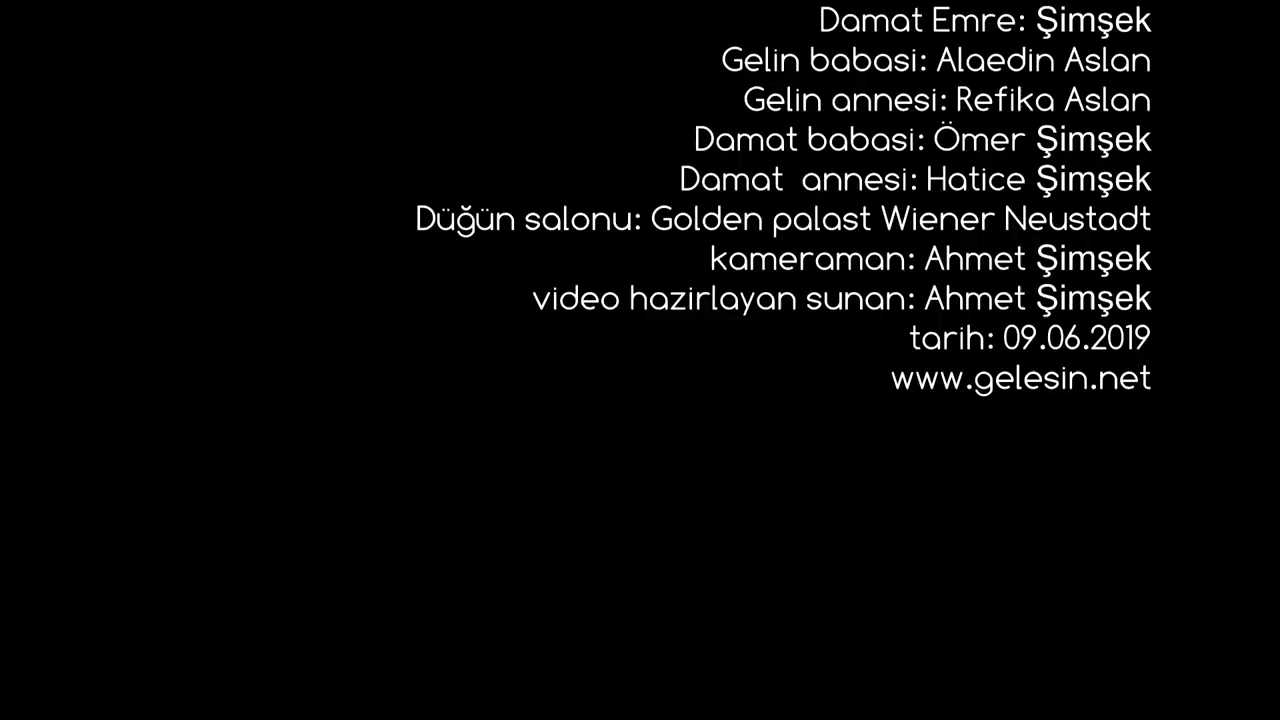 Damat Emre: Şimşek
Gelin babasi: Alaedin Aslan
Gelin annesi: Refika Aslan
Damat babasi: Ömer Şimşek
Damat  annesi: Hatice Şimşek
Düğün salonu: Golden palast Wiener Neustadt
kameraman: Ahmet Şimşek
video hazirlayan sunan: Ahmet Şimşek
tarih: 09.06.2019
www.gelesin.net